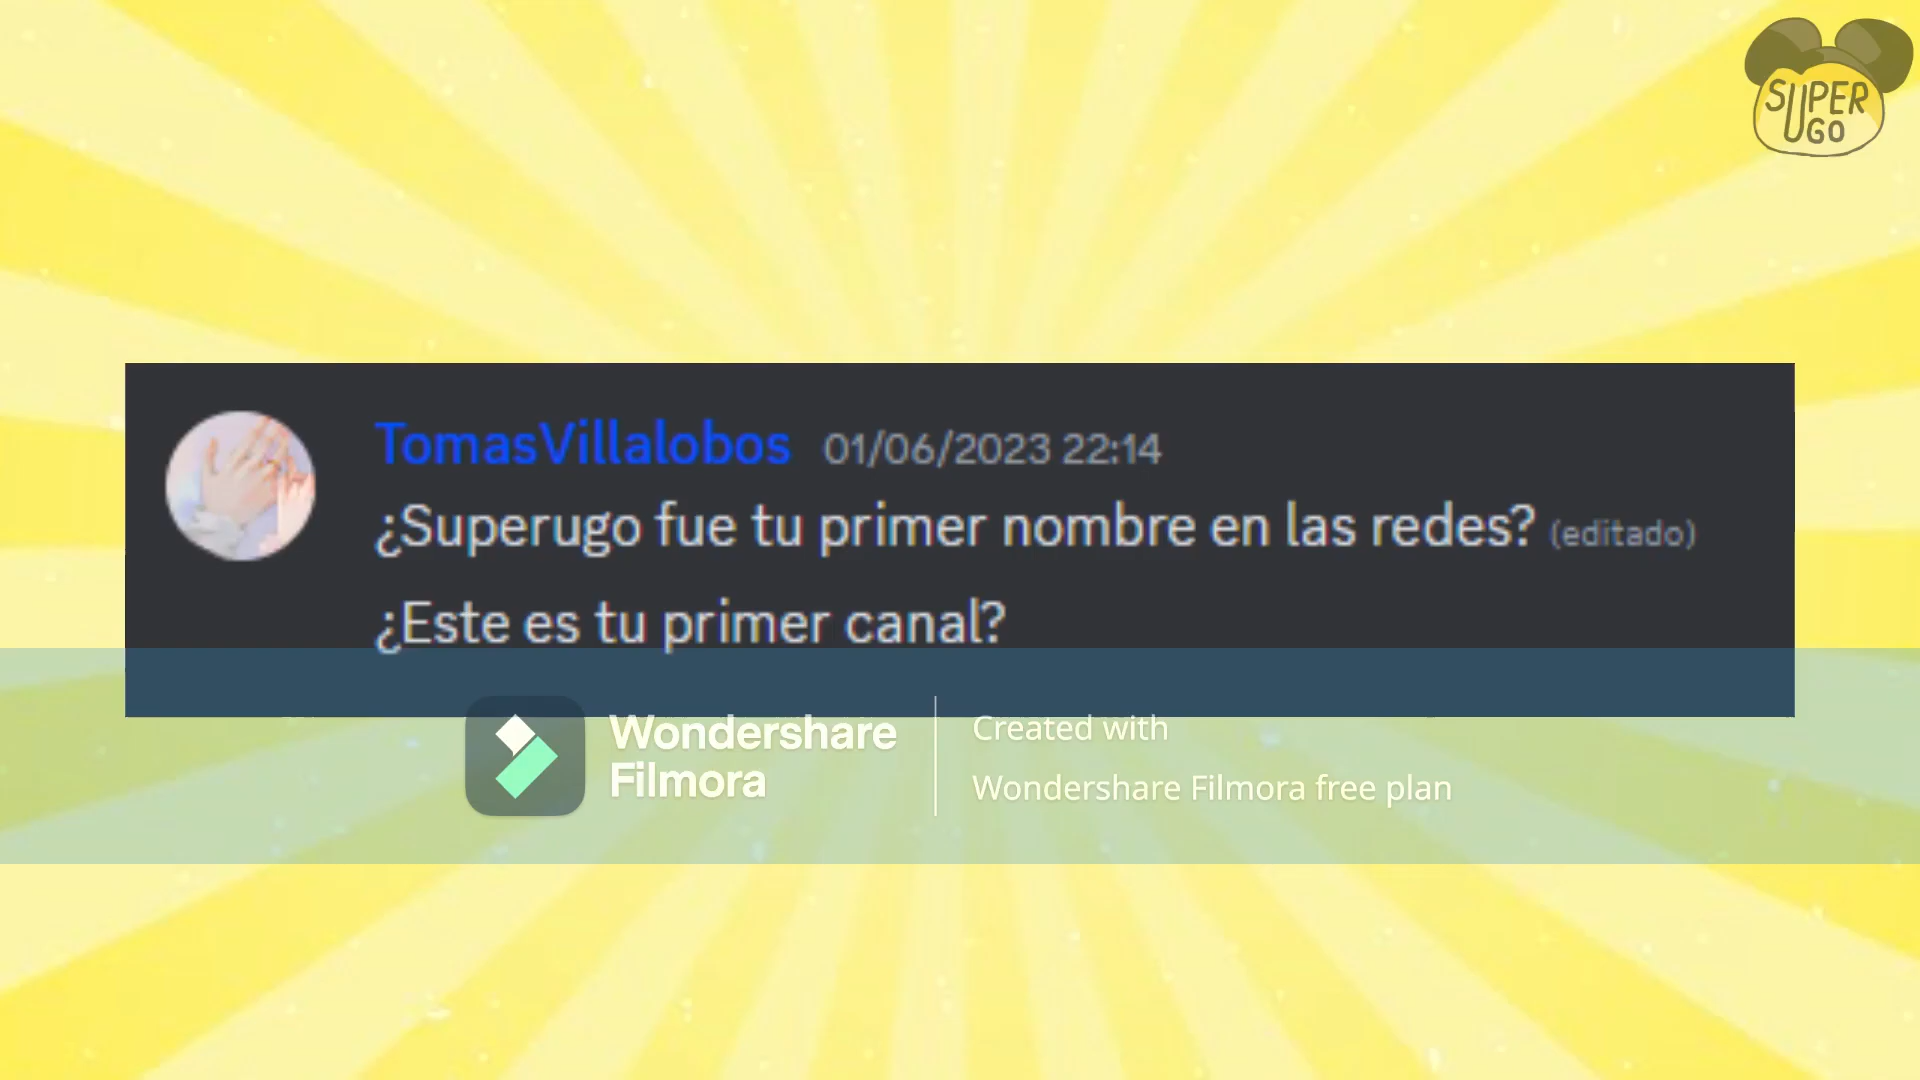 SUPER
UGO
TomasVillalobos 01/06/2023 22:14
¿Superugo fue tu primer nombre en las redes? (editado)
¿Este es tu primer canal?
Wondershare
Filmora
Created with
Wondershare Filmora free plan